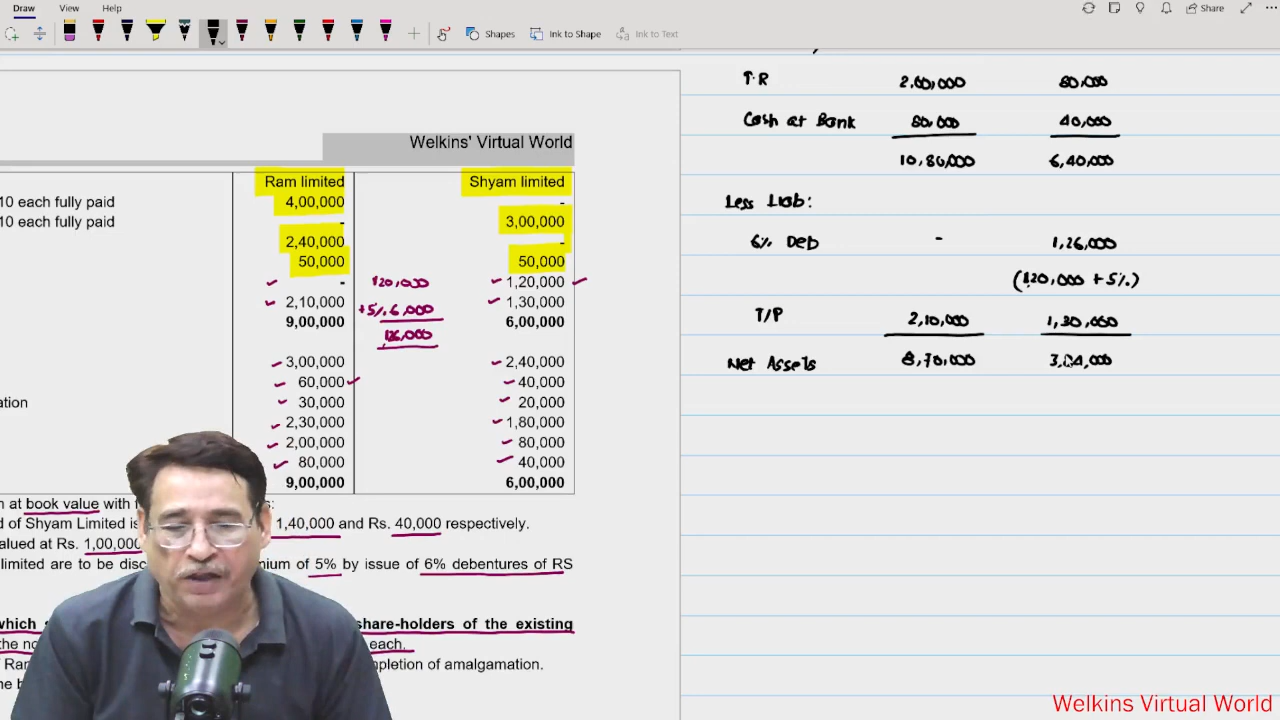 Draw View Help
Shapes Ink to Shape Ink to Text Share
Welkins' Virtual World
Ram limited Shyam limited
10 each fully paid 4,00,000 -
10 each fully paid - 3,00,000
2,40,000 -
50,000 50,000
- 120,000 1,20,000
2,10,000 +5% 6,000 1,30,000
9,00,000 126,000 6,00,000
3,00,000 2,40,000
60,000 40,000
ation 30,000 20,000
2,30,000 1,80,000
2,00,000 80,000
80,000 40,000
9,00,000 6,00,000
n at book value with
d of Shyam Limited is 1,40,000 and Rs. 40,000 respectively.
alued at Rs. 1,00,000
limited are to be disc nium of 5% by issue of 6% debentures of RS
which share-holders of the existing
the no each.
f Ram mpletion of amalgamation.
he b
T.R 2,00,000 80,000
Cash at Bank 80,000 40,000
10,80,000 6,40,000
Less Liab:
6% Deb - 1,26,000
(120,000 + 5%)
T/P 2,10,000 1,30,000
Net Assets 8,70,000 3,84,000
Welkins Virtual World